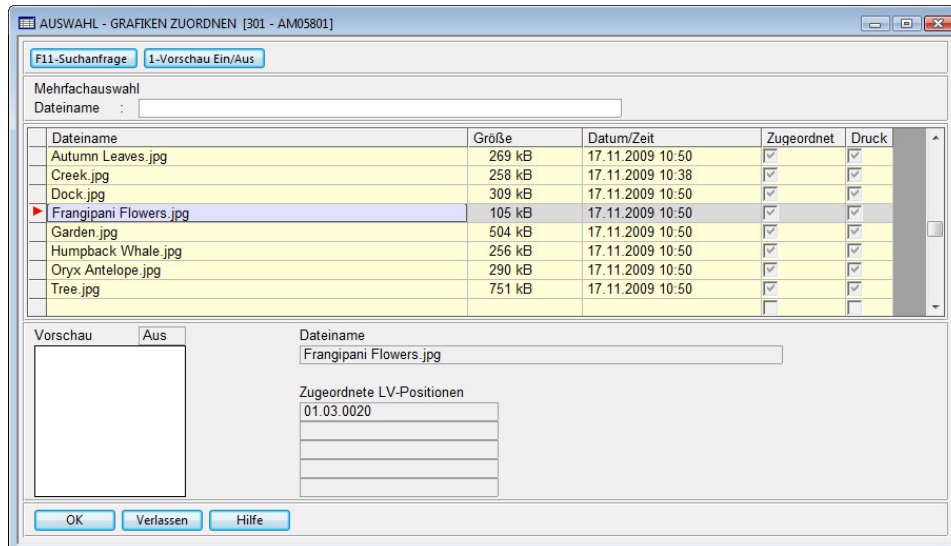 AUSWAHL - GRAFIKEN ZUORDNEN [301 - AM05801]
F11-Suchanfrage 1-Vorschau Ein/Aus
Mehrfachauswahl
Dateiname :
Dateiname Größe Datum/Zeit Zugeordnet Druck
Autumn Leaves.jpg 269 kB 17.11.2009 10:50
Creek.jpg 258 kB 17.11.2009 10:38
Dock.jpg 309 kB 17.11.2009 10:50
Frangipani Flowers.jpg 105 kB 17.11.2009 10:50
Garden.jpg 504 kB 17.11.2009 10:50
Humpback Whale.jpg 256 kB 17.11.2009 10:50
Oryx Antelope.jpg 290 kB 17.11.2009 10:50
Tree.jpg 751 kB 17.11.2009 10:50
Vorschau Aus Dateiname
Frangipani Flowers.jpg
Zugeordnete LV-Positionen
01.03.0020
OK Verlassen Hilfe